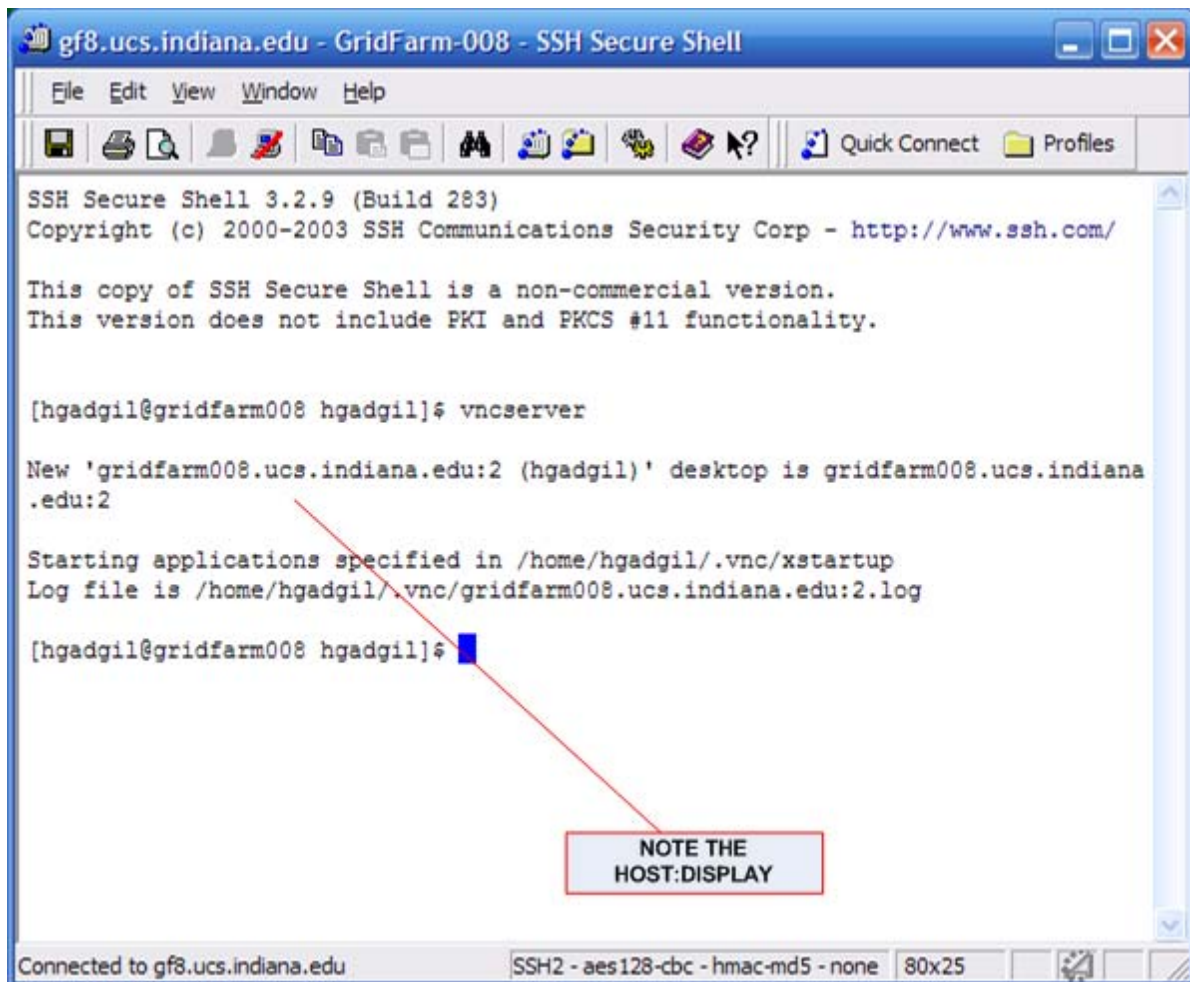 gf8.ucs.indiana.edu - GridFarm-008 - SSH Secure Shell
File Edit View Window Help
Quick Connect Profiles
SSH Secure Shell 3.2.9 (Build 283)
Copyright (c) 2000-2003 SSH Communications Security Corp - http://www.ssh.com/
This copy of SSH Secure Shell is a non-commercial version.
This version does not include PKI and PKCS #11 functionality.
[hgadgil@gridfarm008 hgadgil]$ vncserver
New 'gridfarm008.ucs.indiana.edu:2 (hgadgil)' desktop is gridfarm008.ucs.indiana
.edu:2
Starting applications specified in /home/hgadgil/.vnc/xstartup
Log file is /home/hgadgil/.vnc/gridfarm008.ucs.indiana.edu:2.log
[hgadgil@gridfarm008 hgadgil]$
NOTE THE
HOST:DISPLAY
Connected to gf8.ucs.indiana.edu SSH2 - aes128-cbc - hmac-md5 - none 80x25